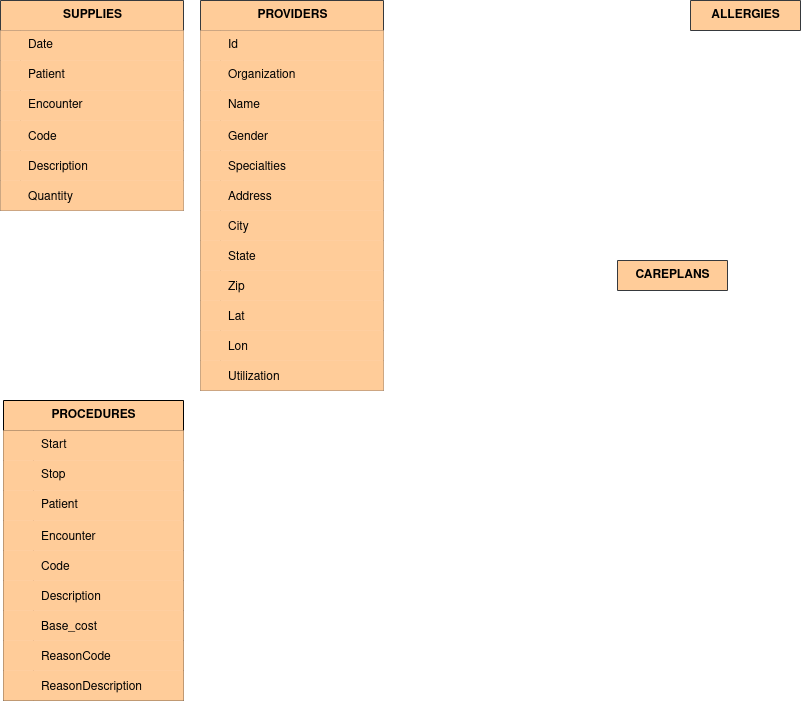 SUPPLIES
Date
Patient
Encounter
Code
Description
Quantity
PROVIDERS
Id
Organization
Name
Gender
Specialties
Address
City
State
Zip
Lat
Lon
Utilization
ALLERGIES
CAREPLANS
PROCEDURES
Start
Stop
Patient
Encounter
Code
Description
Base_cost
ReasonCode
ReasonDescription